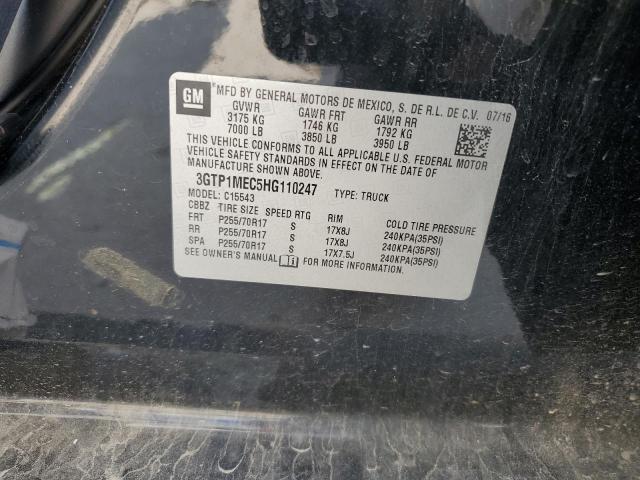 GM
*MFD BY GENERAL MOTORS DE MEXICO, S. DE R.L. DE C.V. 07/16
GVWR GAWR FRT GAWR RR
3175 KG 1746 KG 1792 KG
7000 LB 3850 LB 3950 LB
THIS VEHICLE CONFORMS TO ALL APPLICABLE U.S. FEDERAL MOTOR
VEHICLE SAFETY STANDARDS IN EFFECT ON THE DATE OF
MANUFACTURE SHOWN ABOVE.
3GTP1MEC5HG110247 TYPE: TRUCK
MODEL: C15543
CBBZ TIRE SIZE SPEED RTG RIM COLD TIRE PRESSURE
FRT P255/70R17 S 17X8J 240KPA(35PSI)
RR P255/70R17 S 17X8J 240KPA(35PSI)
SPA P255/70R17 S 17X7.5J 240KPA(35PSI)
SEE OWNER'S MANUAL FOR MORE INFORMATION.